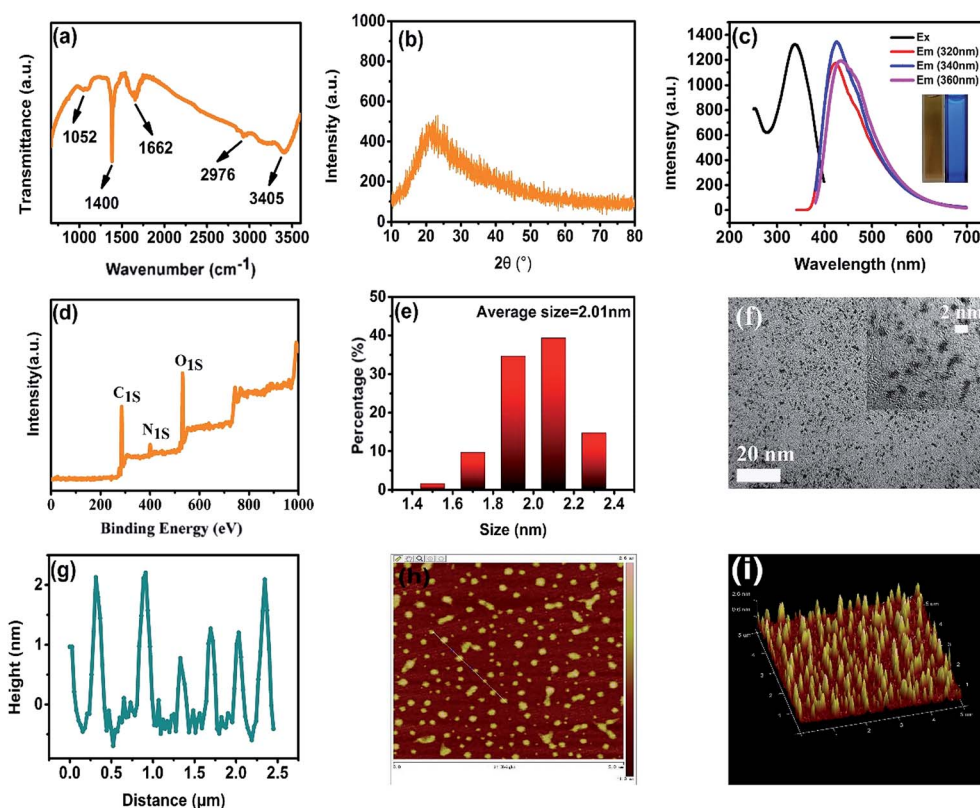 (a)
Transmittance (a.u.)
1052
1400
1662
2976
3405
1000 1500 2000 2500 3000 3500
Wavenumber (cm-1)
(b)
Intensity (a.u.)
1000
800
600
400
200
0
10 20 30 40 50 60 70 80
2θ (°)
(c)
Intensity (a.u.)
1400
1200
1000
800
600
400
200
0
Ex
Em (320nm)
Em (340nm)
Em (360nm)
200 300 400 500 600 700
Wavelength (nm)
(d)
Intensity(a.u.)
C1S
N1S
O1S
0 200 400 600 800 1000
Binding Energy (eV)
(e)
Average size=2.01nm
Percentage (%)
50
40
30
20
10
0
1.4 1.6 1.8 2.0 2.2 2.4
Size (nm)
(f)
2 nm
20 nm
(g)
Height (nm)
2
1
0
0.0 0.5 1.0 1.5 2.0 2.5
Distance (μm)
(h)
(i)